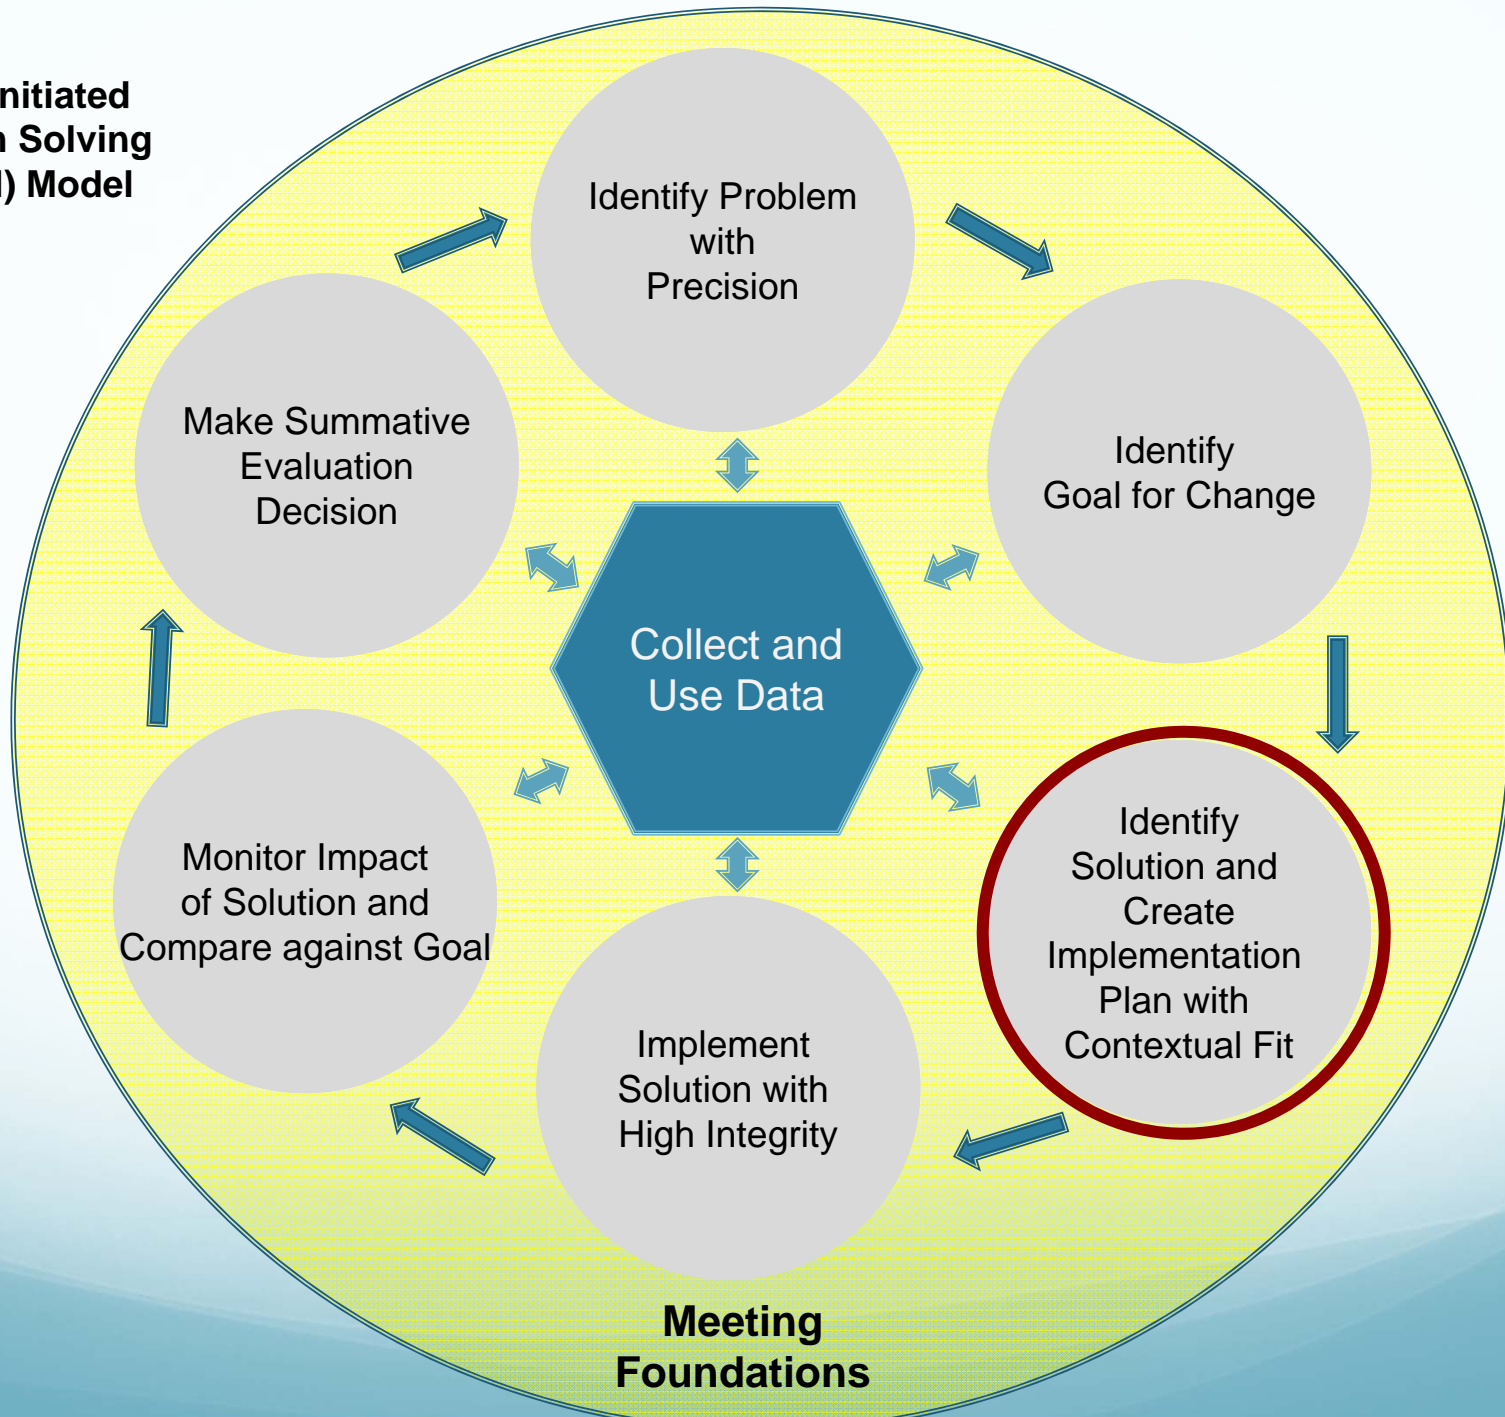 nitiated
n Solving
) Model
Identify Problem
with
Precision
Identify
Goal for Change
Identify
Solution and
Create
Implementation
Plan with
Contextual Fit
Implement
Solution with
High Integrity
Monitor Impact
of Solution and
Compare against Goal
Make Summative
Evaluation
Decision
Collect and
Use Data
Meeting
Foundations